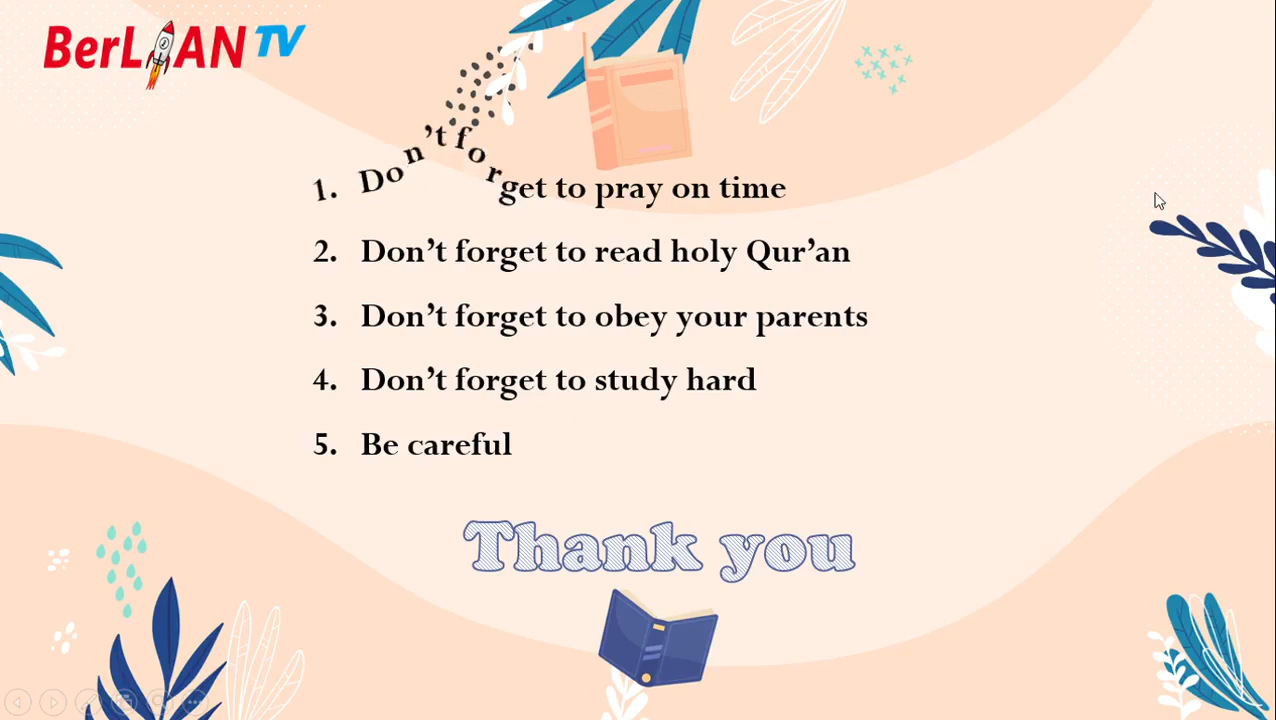 BerLIAN TV
1. Don't forget to pray on time
2. Don't forget to read holy Qur'an
3. Don't forget to obey your parents
4. Don't forget to study hard
5. Be careful
Thank you